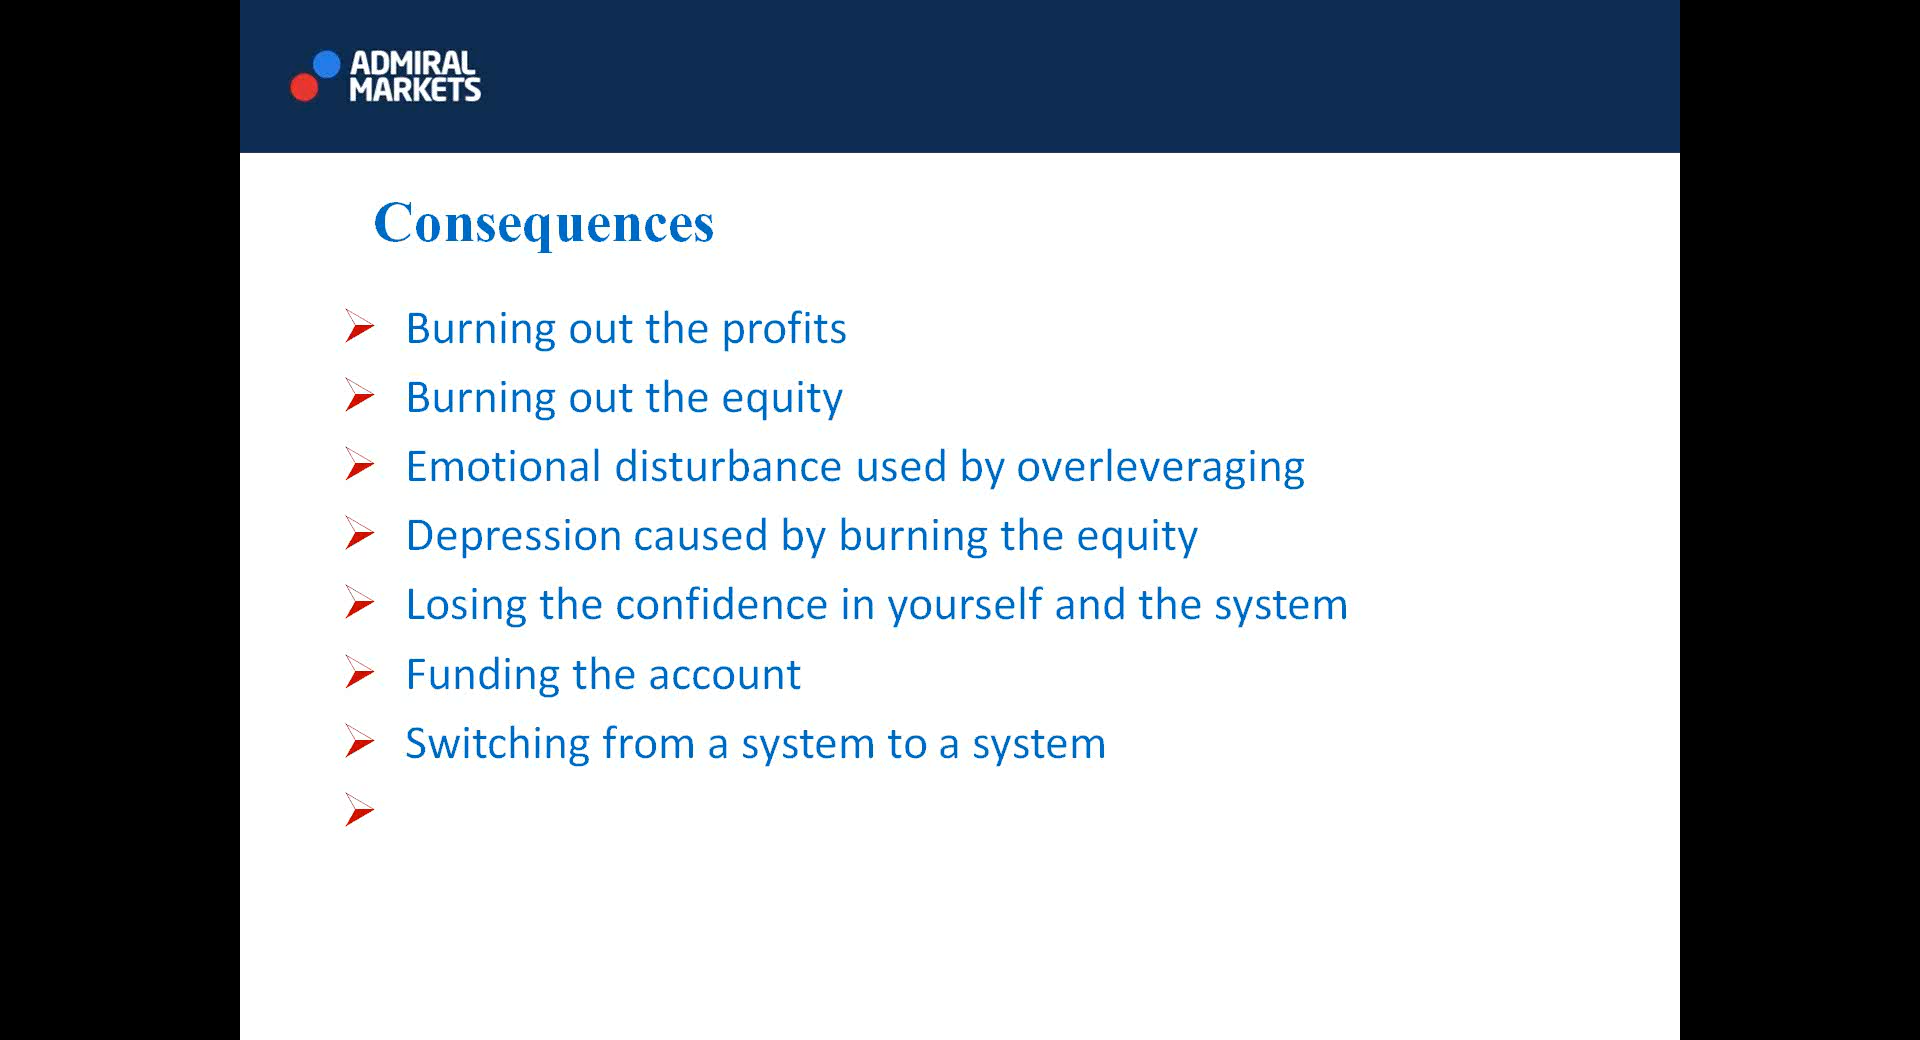 ADMIRAL
MARKETS
Consequences
Burning out the profits
Burning out the equity
Emotional disturbance used by overleveraging
Depression caused by burning the equity
Losing the confidence in yourself and the system
Funding the account
Switching from a system to a system